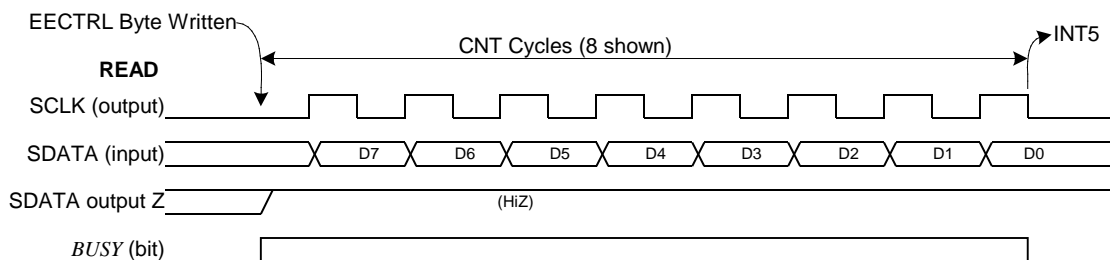 EECTRL Byte Written
INT5
CNT Cycles (8 shown)
READ
SCLK (output)
SDATA (input)
D7 D6 D5 D4 D3 D2 D1 D0
SDATA output Z
(HiZ)
BUSY (bit)